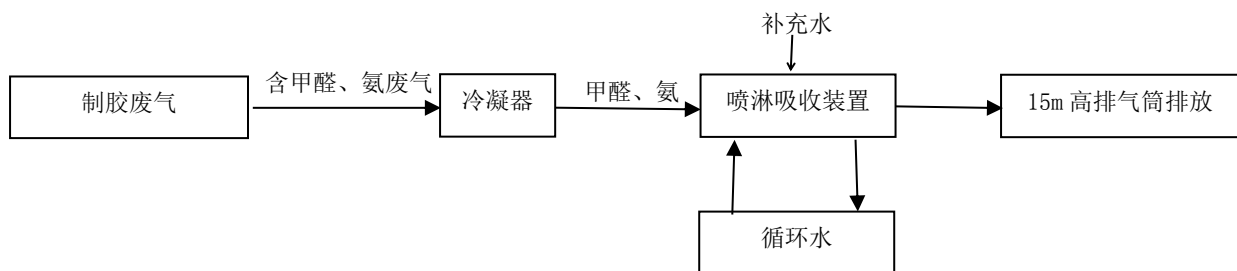 补充水
制胶废气
含甲醛、氨废气
冷凝器
甲醛、氨
喷淋吸收装置
15m 高排气筒排放
循环水